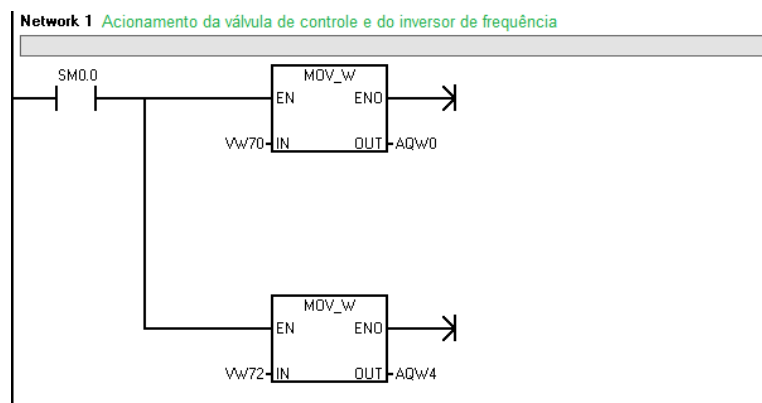 Network 1 Acionamento da válvula de controle e do inversor de frequência
SM0.0
MOV_W
EN ENO
VW70 IN OUT AQW0
MOV_W
EN ENO
VW72 IN OUT AQW4